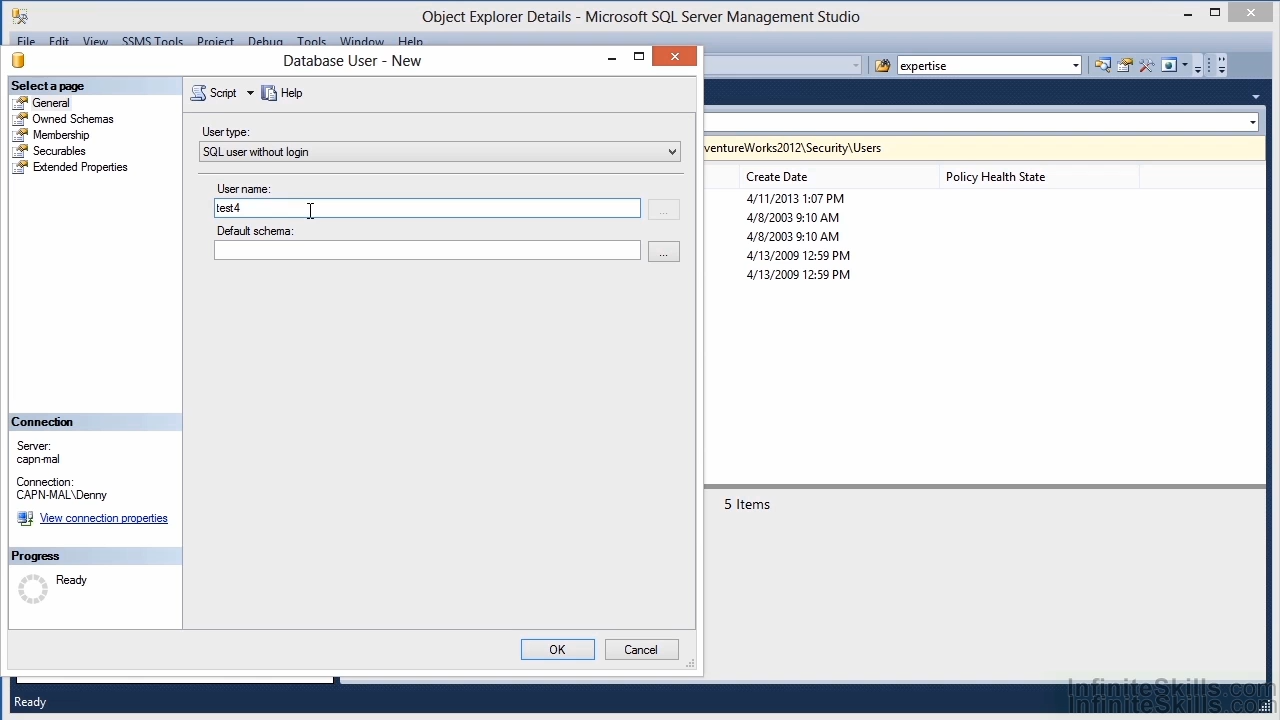 Object Explorer Details - Microsoft SQL Server Management Studio
File Edit View SSMS Tools Project Debug Tools Window Help
Database User - New
expertise
Select a page
General
Owned Schemas
Membership
Securables
Extended Properties
Script Help
User type:
SQL user without login
User name:
test4
...
Default schema:
...
ventureWorks2012\Security\Users
Create Date Policy Health State
4/11/2013 1:07 PM
4/8/2003 9:10 AM
4/8/2003 9:10 AM
4/13/2009 12:59 PM
4/13/2009 12:59 PM
5 Items
Connection
Server:
capn-mal
Connection:
CAPN-MAL\Denny
View connection properties
Progress
Ready
OK Cancel
Ready
InfiniteSkills.com
InfiniteSkills.com